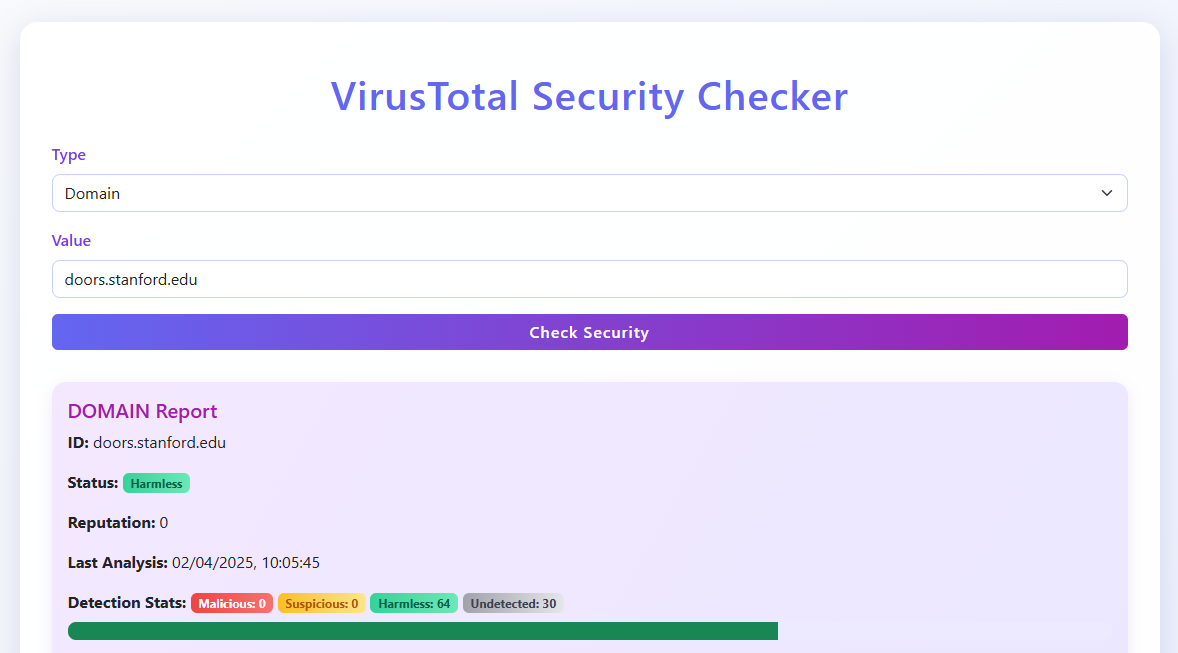 VirusTotal Security Checker
Type
Domain
Value
doors.stanford.edu
Check Security
DOMAIN Report
ID: doors.stanford.edu
Status: Harmless
Reputation: 0
Last Analysis: 02/04/2025, 10:05:45
Detection Stats: Malicious: 0 Suspicious: 0 Harmless: 64 Undetected: 30